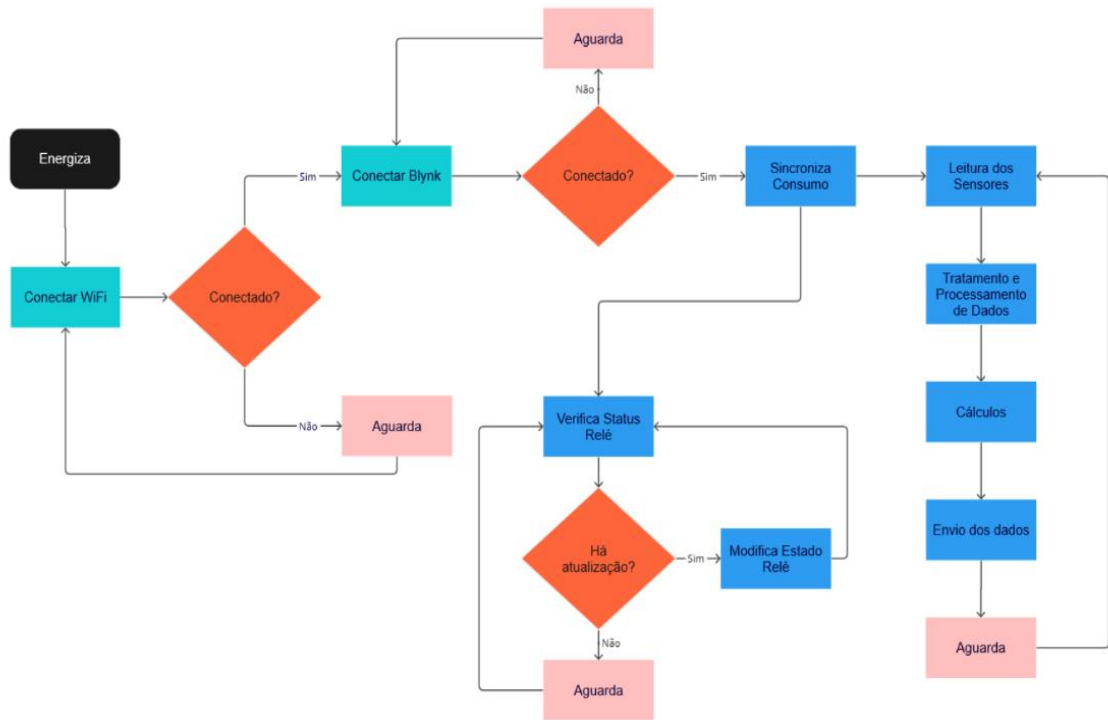 Aguarda
Não
Energiza
Sim
Conectar Blynk
Conectado?
Sim
Sincroniza
Consumo
Leitura dos
Sensores
Conectar WiFi
Conectado?
Tratamento e
Processamento
de Dados
Não
Aguarda
Verifica Status
Relé
Cálculos
Há
atualização?
Sim
Modifica Estado
Relé
Envio dos dados
Não
Aguarda
Aguarda